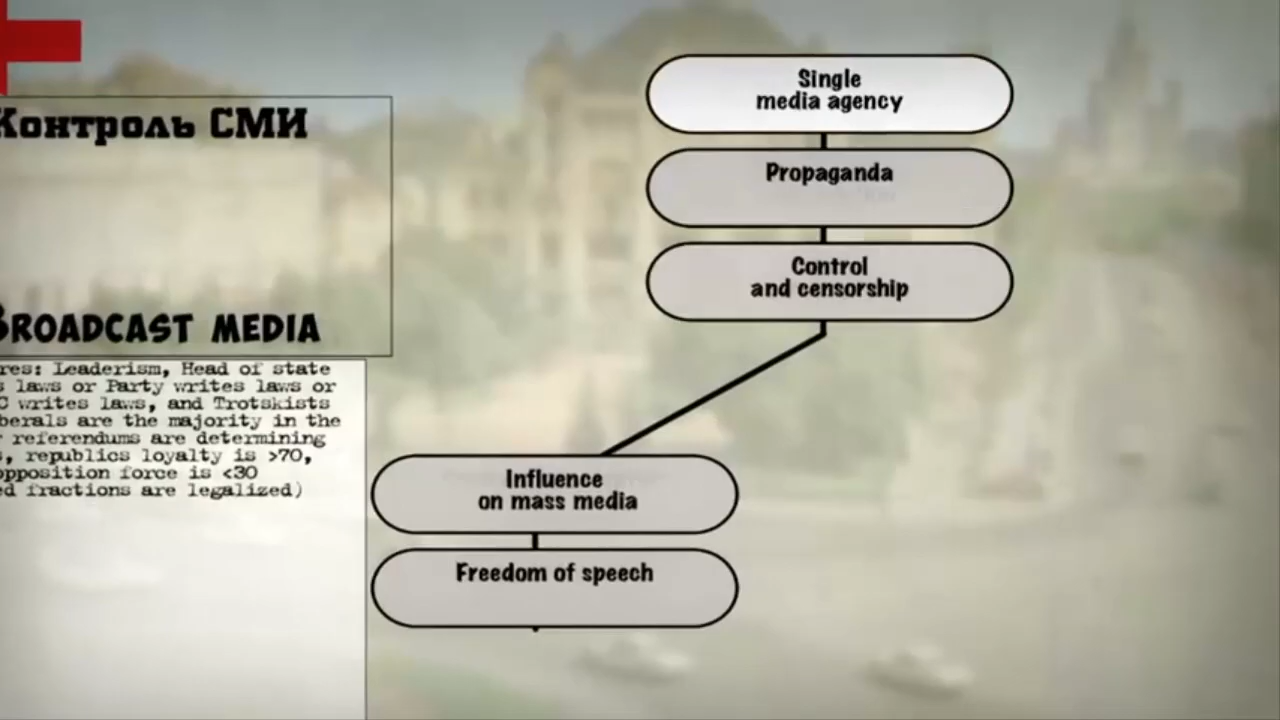 Контроль СМИ
BROADCAST MEDIA
res: Leaderism, Head of state
s laws or Party writes laws or
C writes laws, and Trotskists
berals are the majority in the
r referendums are determining
s, republics loyalty is >70,
opposition force is <30
ed fractions are legalized)
Single
media agency
Propaganda
Control
and censorship
Influence
on mass media
Freedom of speech